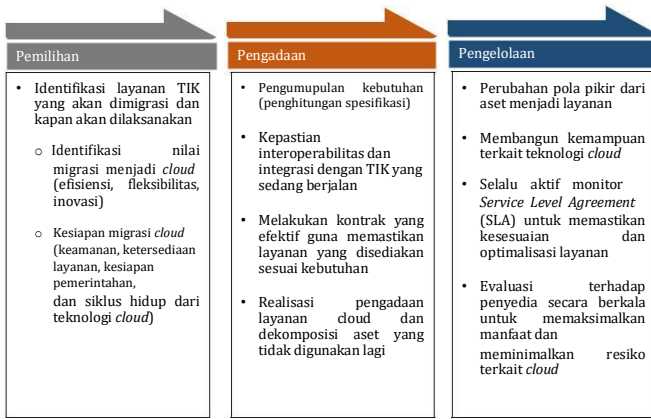 Pemilihan
• Identifikasi layanan TIK
yang akan dimigrasi dan
kapan akan dilaksanakan
o Identifikasi nilai
migrasi menjadi cloud
(efisiensi, fleksibilitas,
inovasi)
o Kesiapan migrasi cloud
(keamanan, ketersediaan
layanan, kesiapan
pemerintahan,
dan siklus hidup dari
teknologi cloud)
Pengadaan
• Pengumupulan kebutuhan
(penghitungan spesifikasi)
• Kepastian
interoperabilitas dan
integrasi dengan TIK yang
sedang berjalan
• Melakukan kontrak yang
efektif guna memastikan
layanan yang disediakan
sesuai kebutuhan
• Realisasi pengadaan
layanan cloud dan
dekomposisi aset yang
tidak digunakan lagi
Pengelolaan
• Perubahan pola pikir dari
aset menjadi layanan
• Membangun kemampuan
terkait teknologi cloud
• Selalu aktif monitor
Service Level Agreement
(SLA) untuk memastikan
kesesuaian dan
optimalisasi layanan
• Evaluasi terhadap
penyedia secara berkala
untuk memaksimalkan
manfaat dan
meminimalkan resiko
terkait cloud